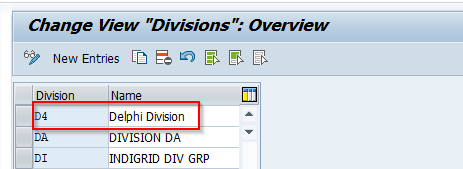 Change View "Divisions": Overview
New Entries
Division Name
D4 Delphi Division
DA DIVISION DA
DI INDIGRID DIV GRP